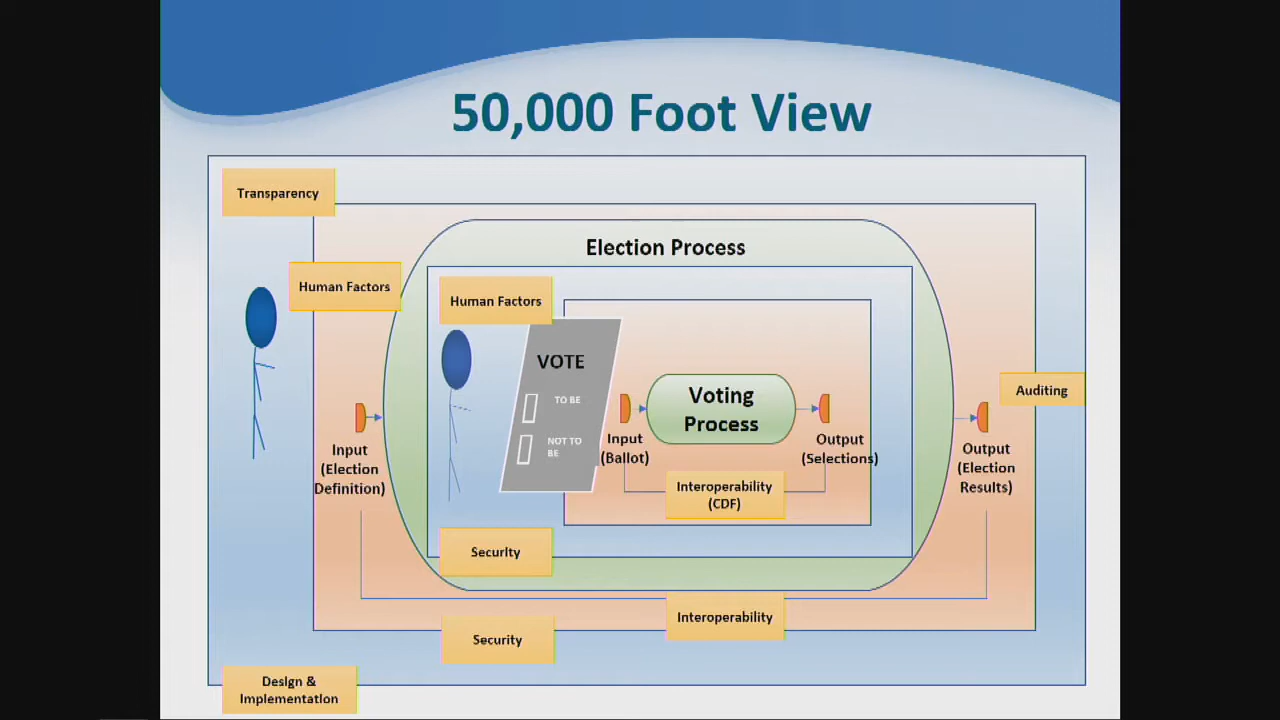 50,000 Foot View
Transparency
Election Process
Human Factors
Human Factors
VOTE
TO BE
NOT TO
BE
Voting
Process
Auditing
Input
(Ballot)
Output
(Selections)
Input
(Election
Definition)
Output
(Election
Results)
Interoperability
(CDF)
Security
Interoperability
Security
Design &
Implementation